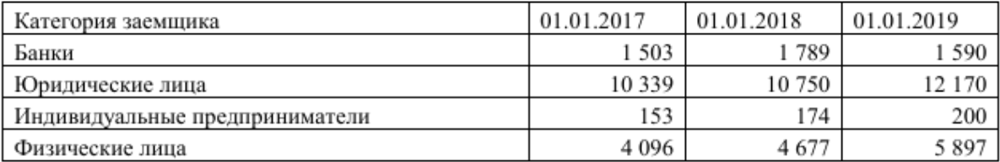 Категория заемщика 01.01.2017 01.01.2018 01.01.2019
Банки 1 503 1 789 1 590
Юридические лица 10 339 10 750 12 170
Индивидуальные предприниматели 153 174 200
Физические лица 4 096 4 677 5 897